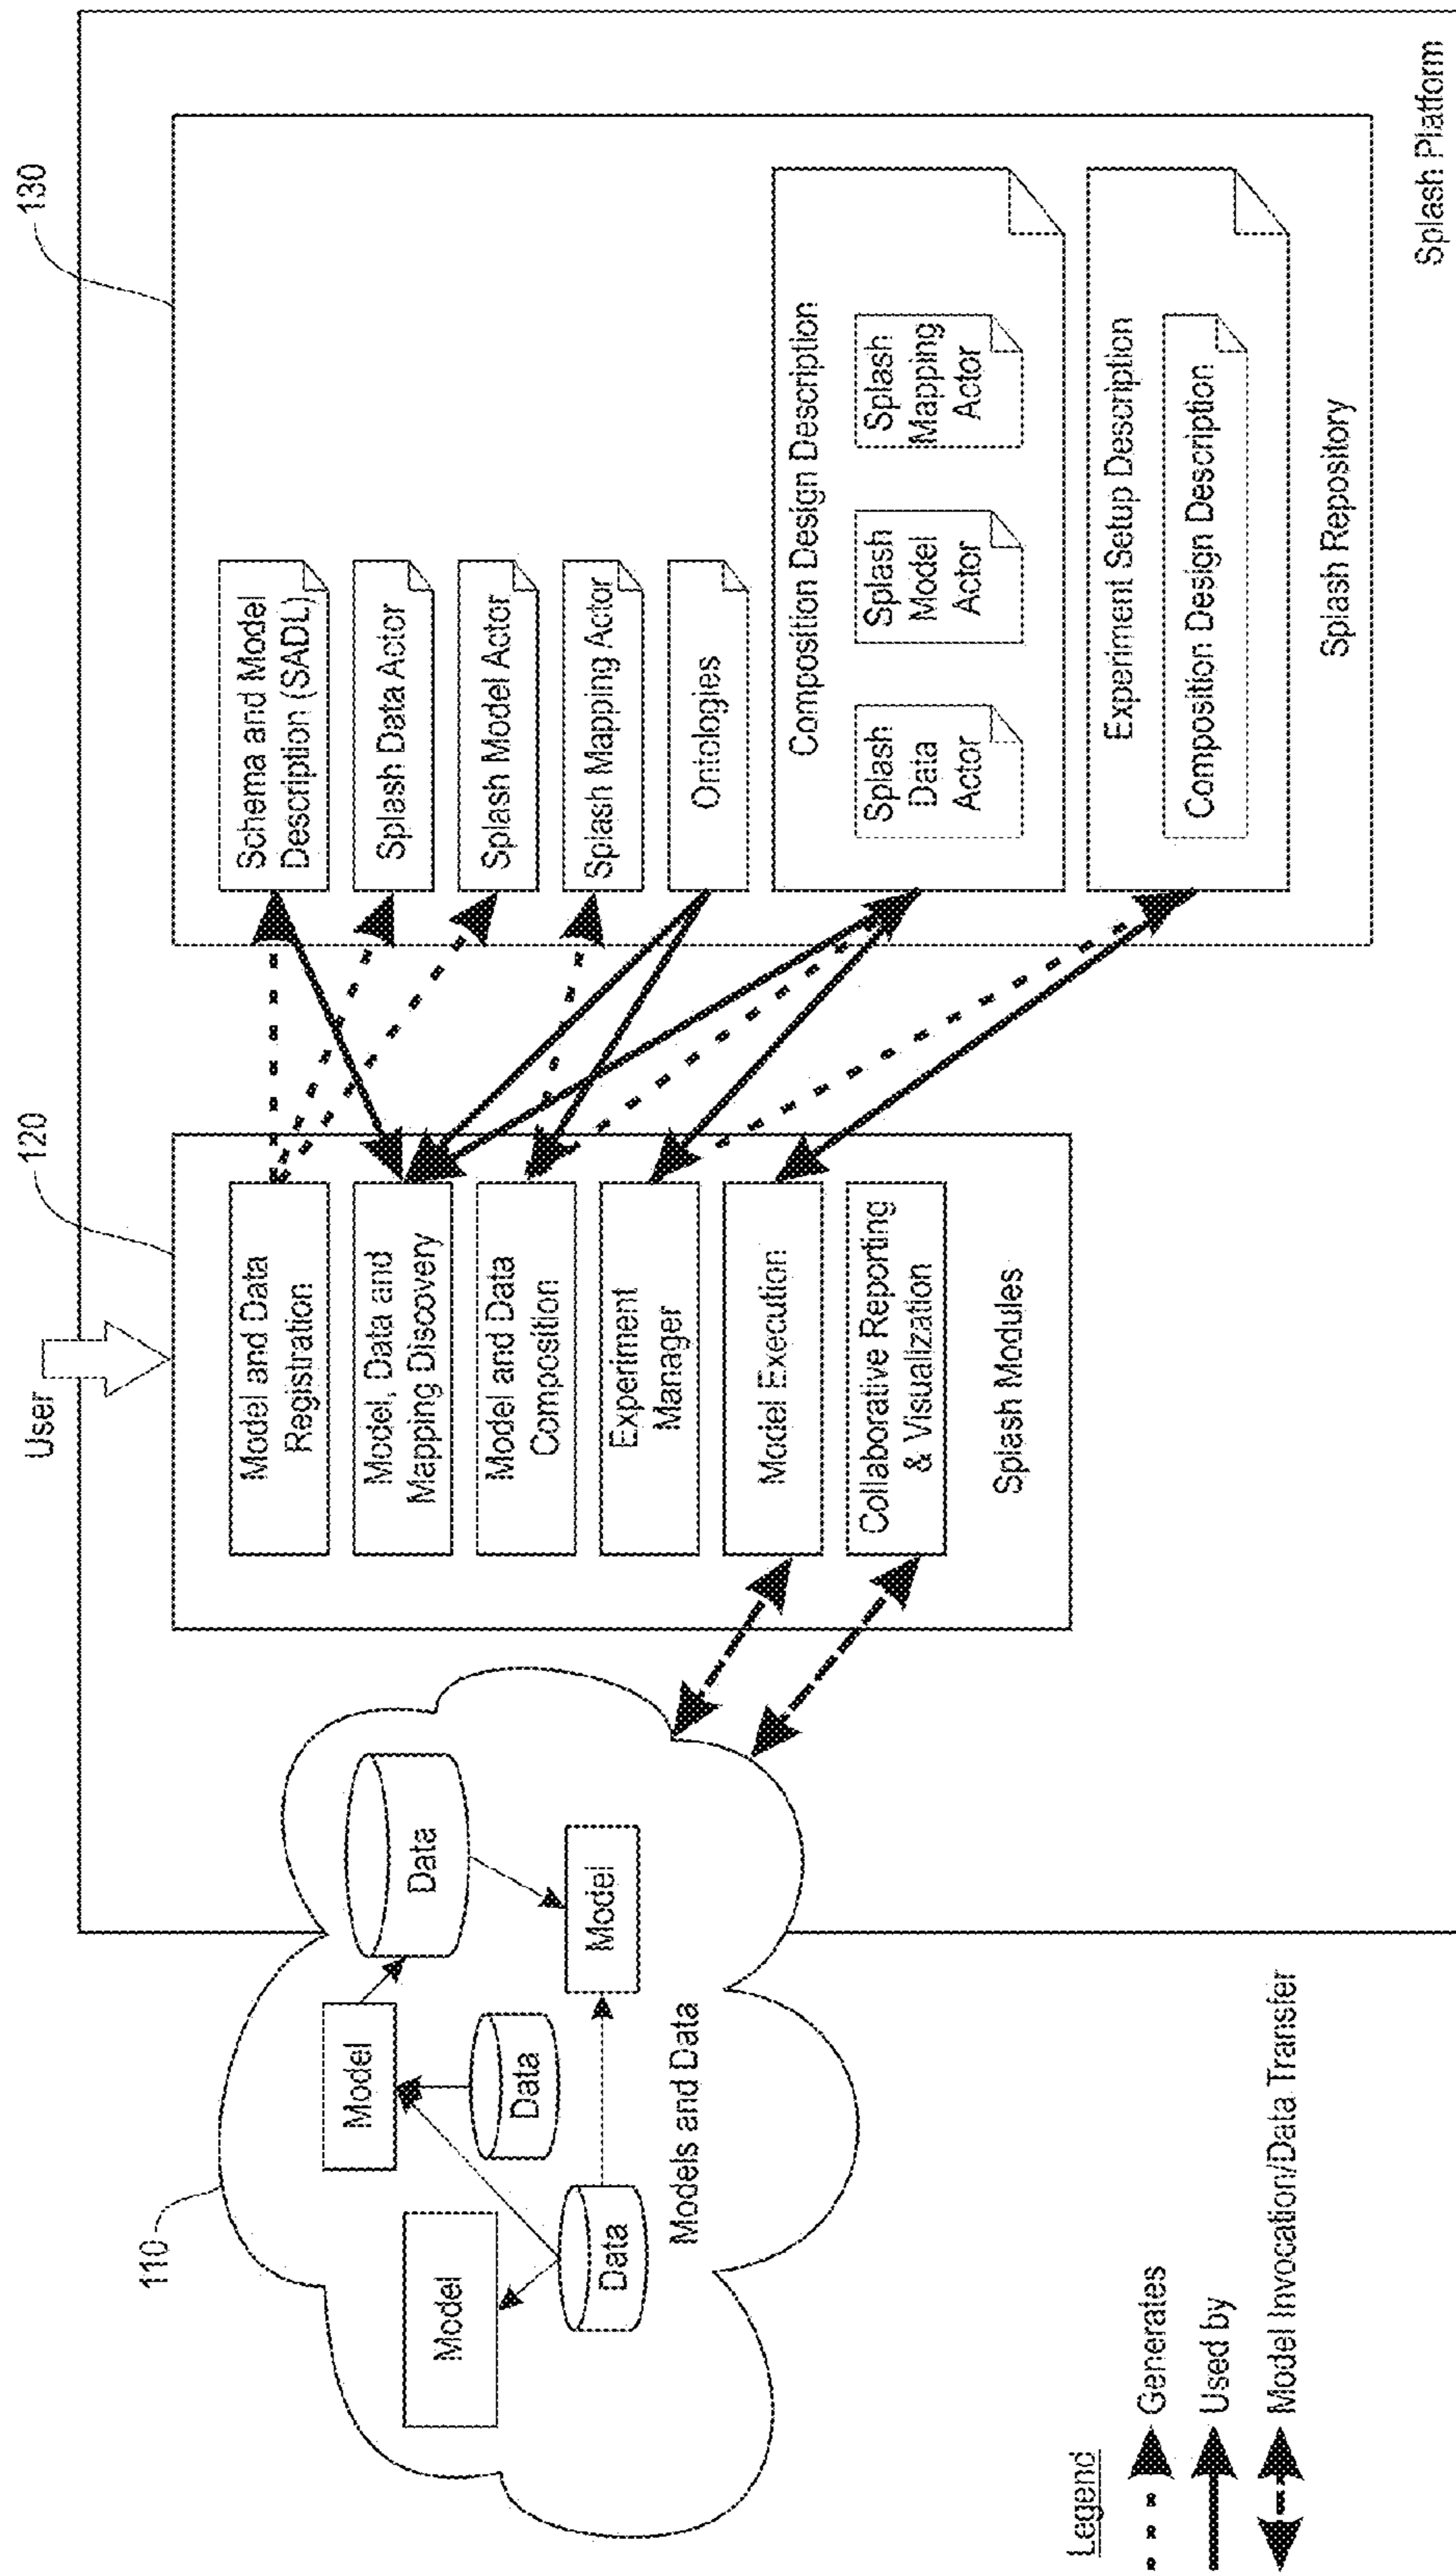 User
110
120
130
Model
Model
Data
Data
Data
Model
Models and Data
Model and Data
Registration
Model, Data and
Mapping Discovery
Model and Data
Composition
Experiment
Manager
Model Execution
Collaborative Reporting
& Visualization
Splash Modules
Schema and Model
Description (SADL)
Splash Data Actor
Splash Model Actor
Splash Mapping Actor
Ontologies
Composition Design Description
Splash
Data
Actor
Splash
Model
Actor
Splash
Mapping
Actor
Experiment Setup Description
Composition Design Description
Splash Repository
Splash Platform
Legend
Generates
Used by
Model Invocation/Data Transfer